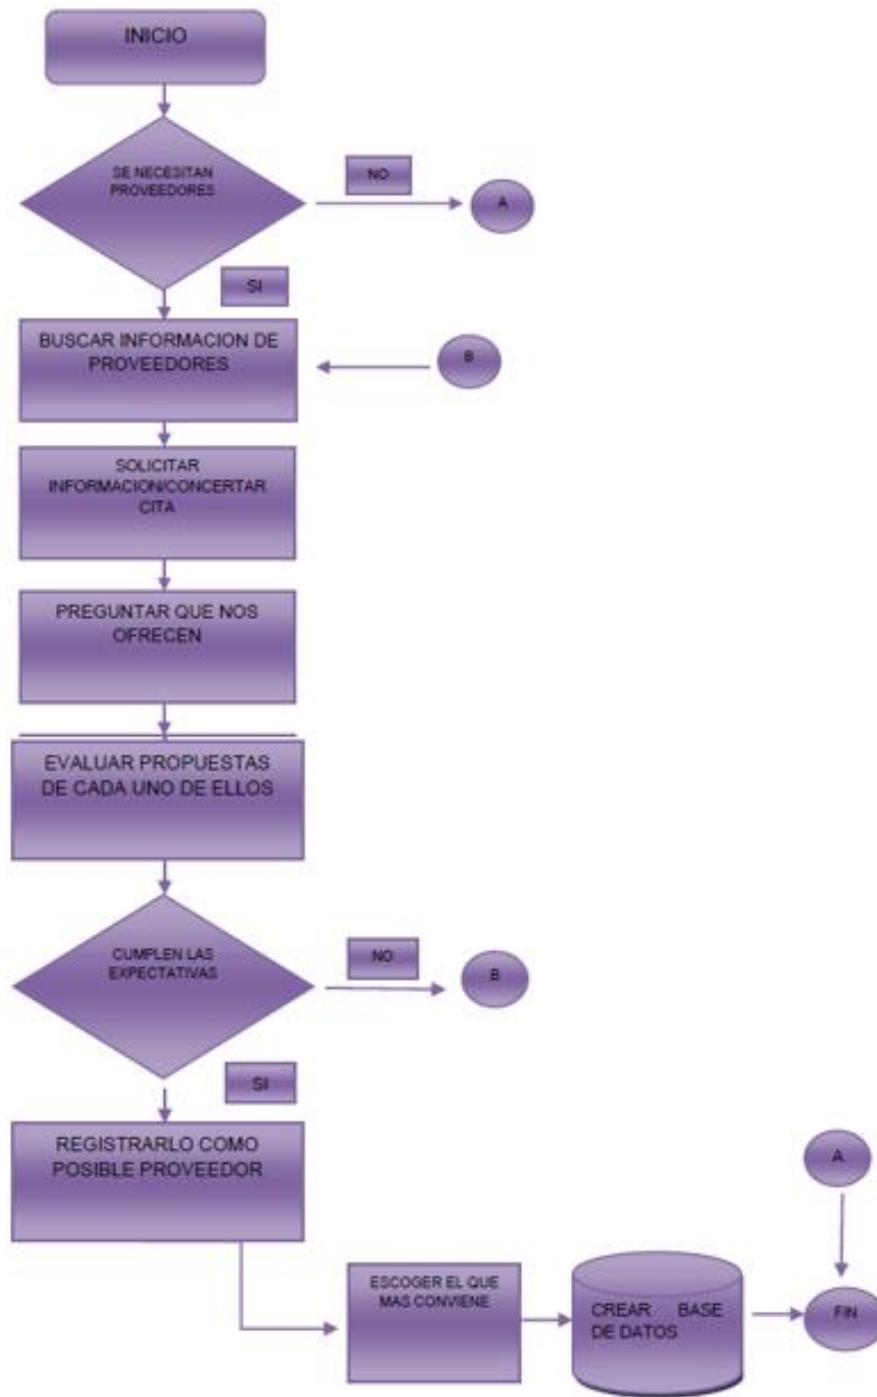 INICIO
SE NECESITAN
PROVEEDORES
NO
A
SI
BUSCAR INFORMACION DE
PROVEEDORES
B
SOLICITAR
INFORMACION/CONCERTAR
CITA
PREGUNTAR QUE NOS
OFRECEN
EVALUAR PROPUESTAS
DE CADA UNO DE ELLOS
CUMPLEN LAS
EXPECTATIVAS
NO
B
SI
REGISTRARLO COMO
POSIBLE PROVEEDOR
A
ESCOGER EL QUE
MAS CONVIENE
CREAR BASE
DE DATOS
FIN